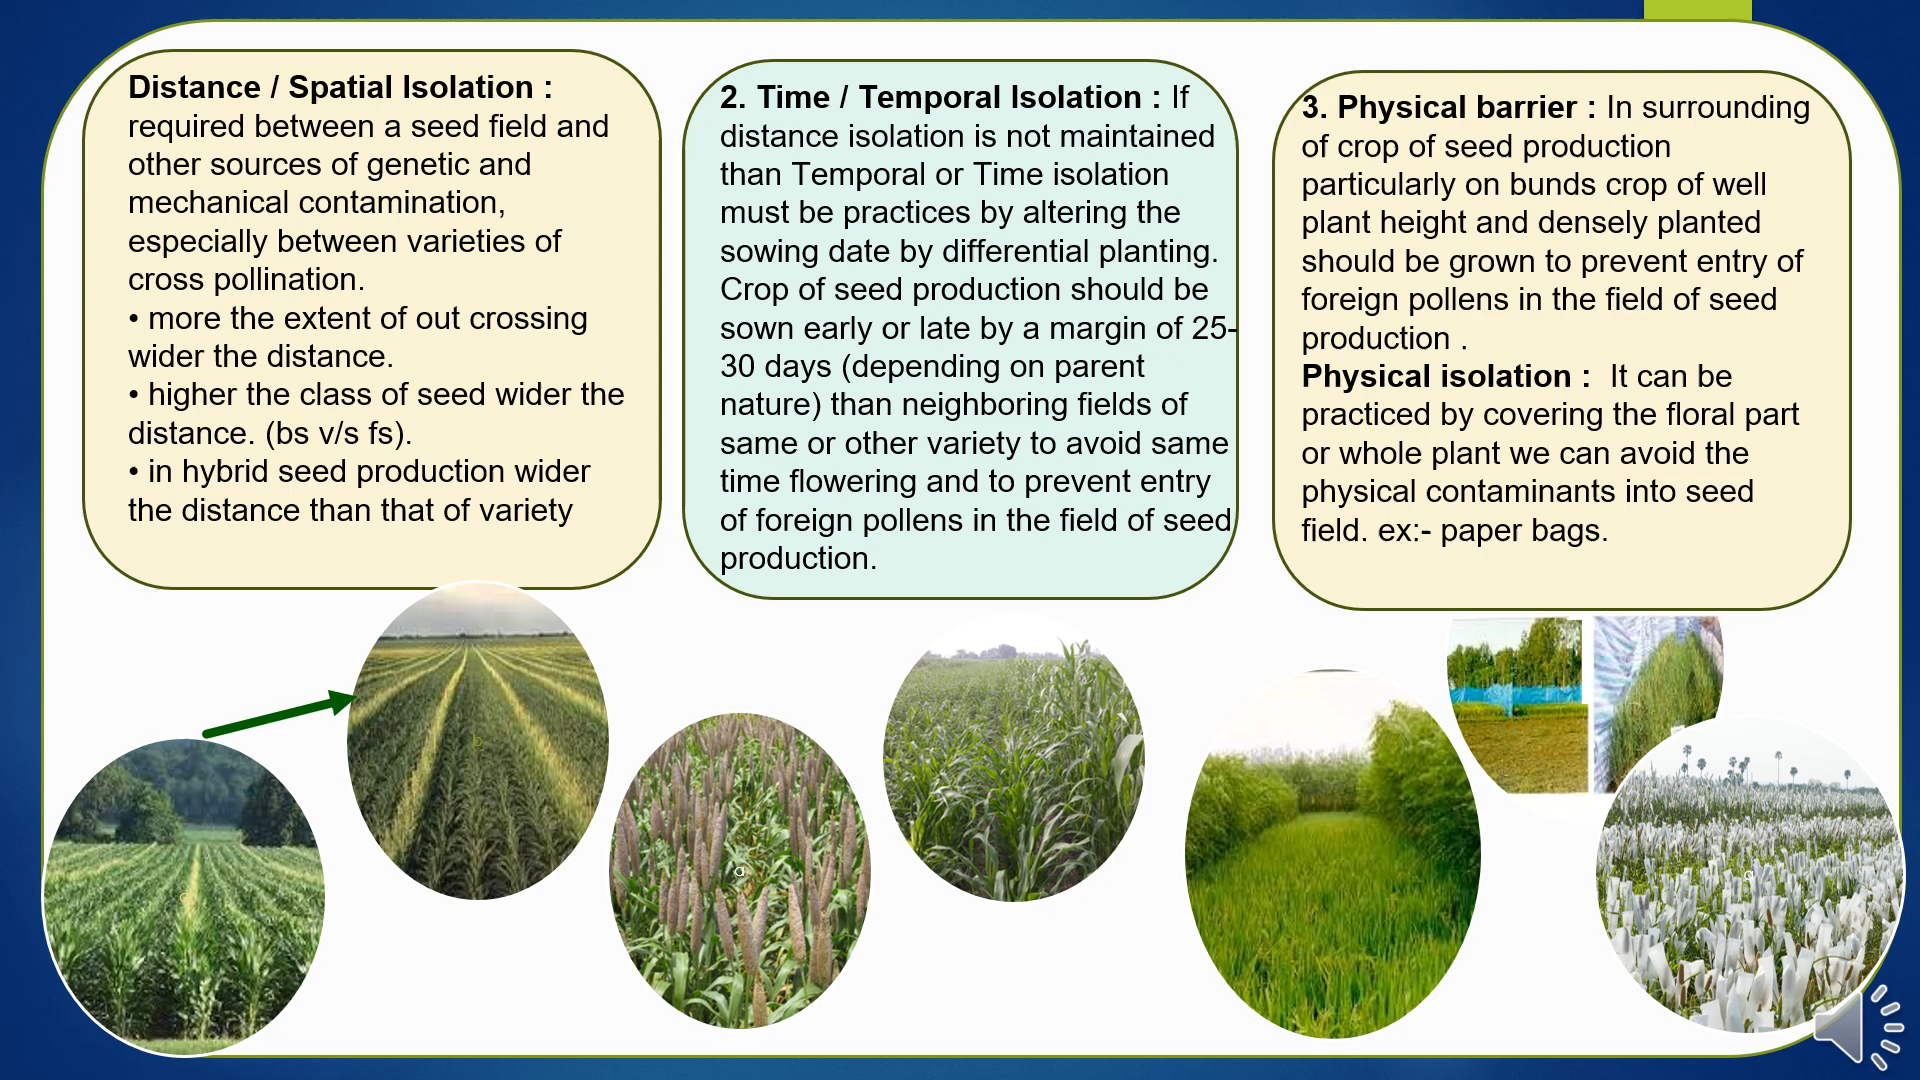 Distance / Spatial Isolation :
required between a seed field and
other sources of genetic and
mechanical contamination,
especially between varieties of
cross pollination.
• more the extent of out crossing
wider the distance.
• higher the class of seed wider the
distance. (bs v/s fs).
• in hybrid seed production wider
the distance than that of variety
2. Time / Temporal Isolation : If
distance isolation is not maintained
than Temporal or Time isolation
must be practices by altering the
sowing date by differential planting.
Crop of seed production should be
sown early or late by a margin of 25-
30 days (depending on parent
nature) than neighboring fields of
same or other variety to avoid same
time flowering and to prevent entry
of foreign pollens in the field of seed
production.
3. Physical barrier : In surrounding
of crop of seed production
particularly on bunds crop of well
plant height and densely planted
should be grown to prevent entry of
foreign pollens in the field of seed
production .
Physical isolation :  It can be
practiced by covering the floral part
or whole plant we can avoid the
physical contaminants into seed
field. ex:- paper bags.